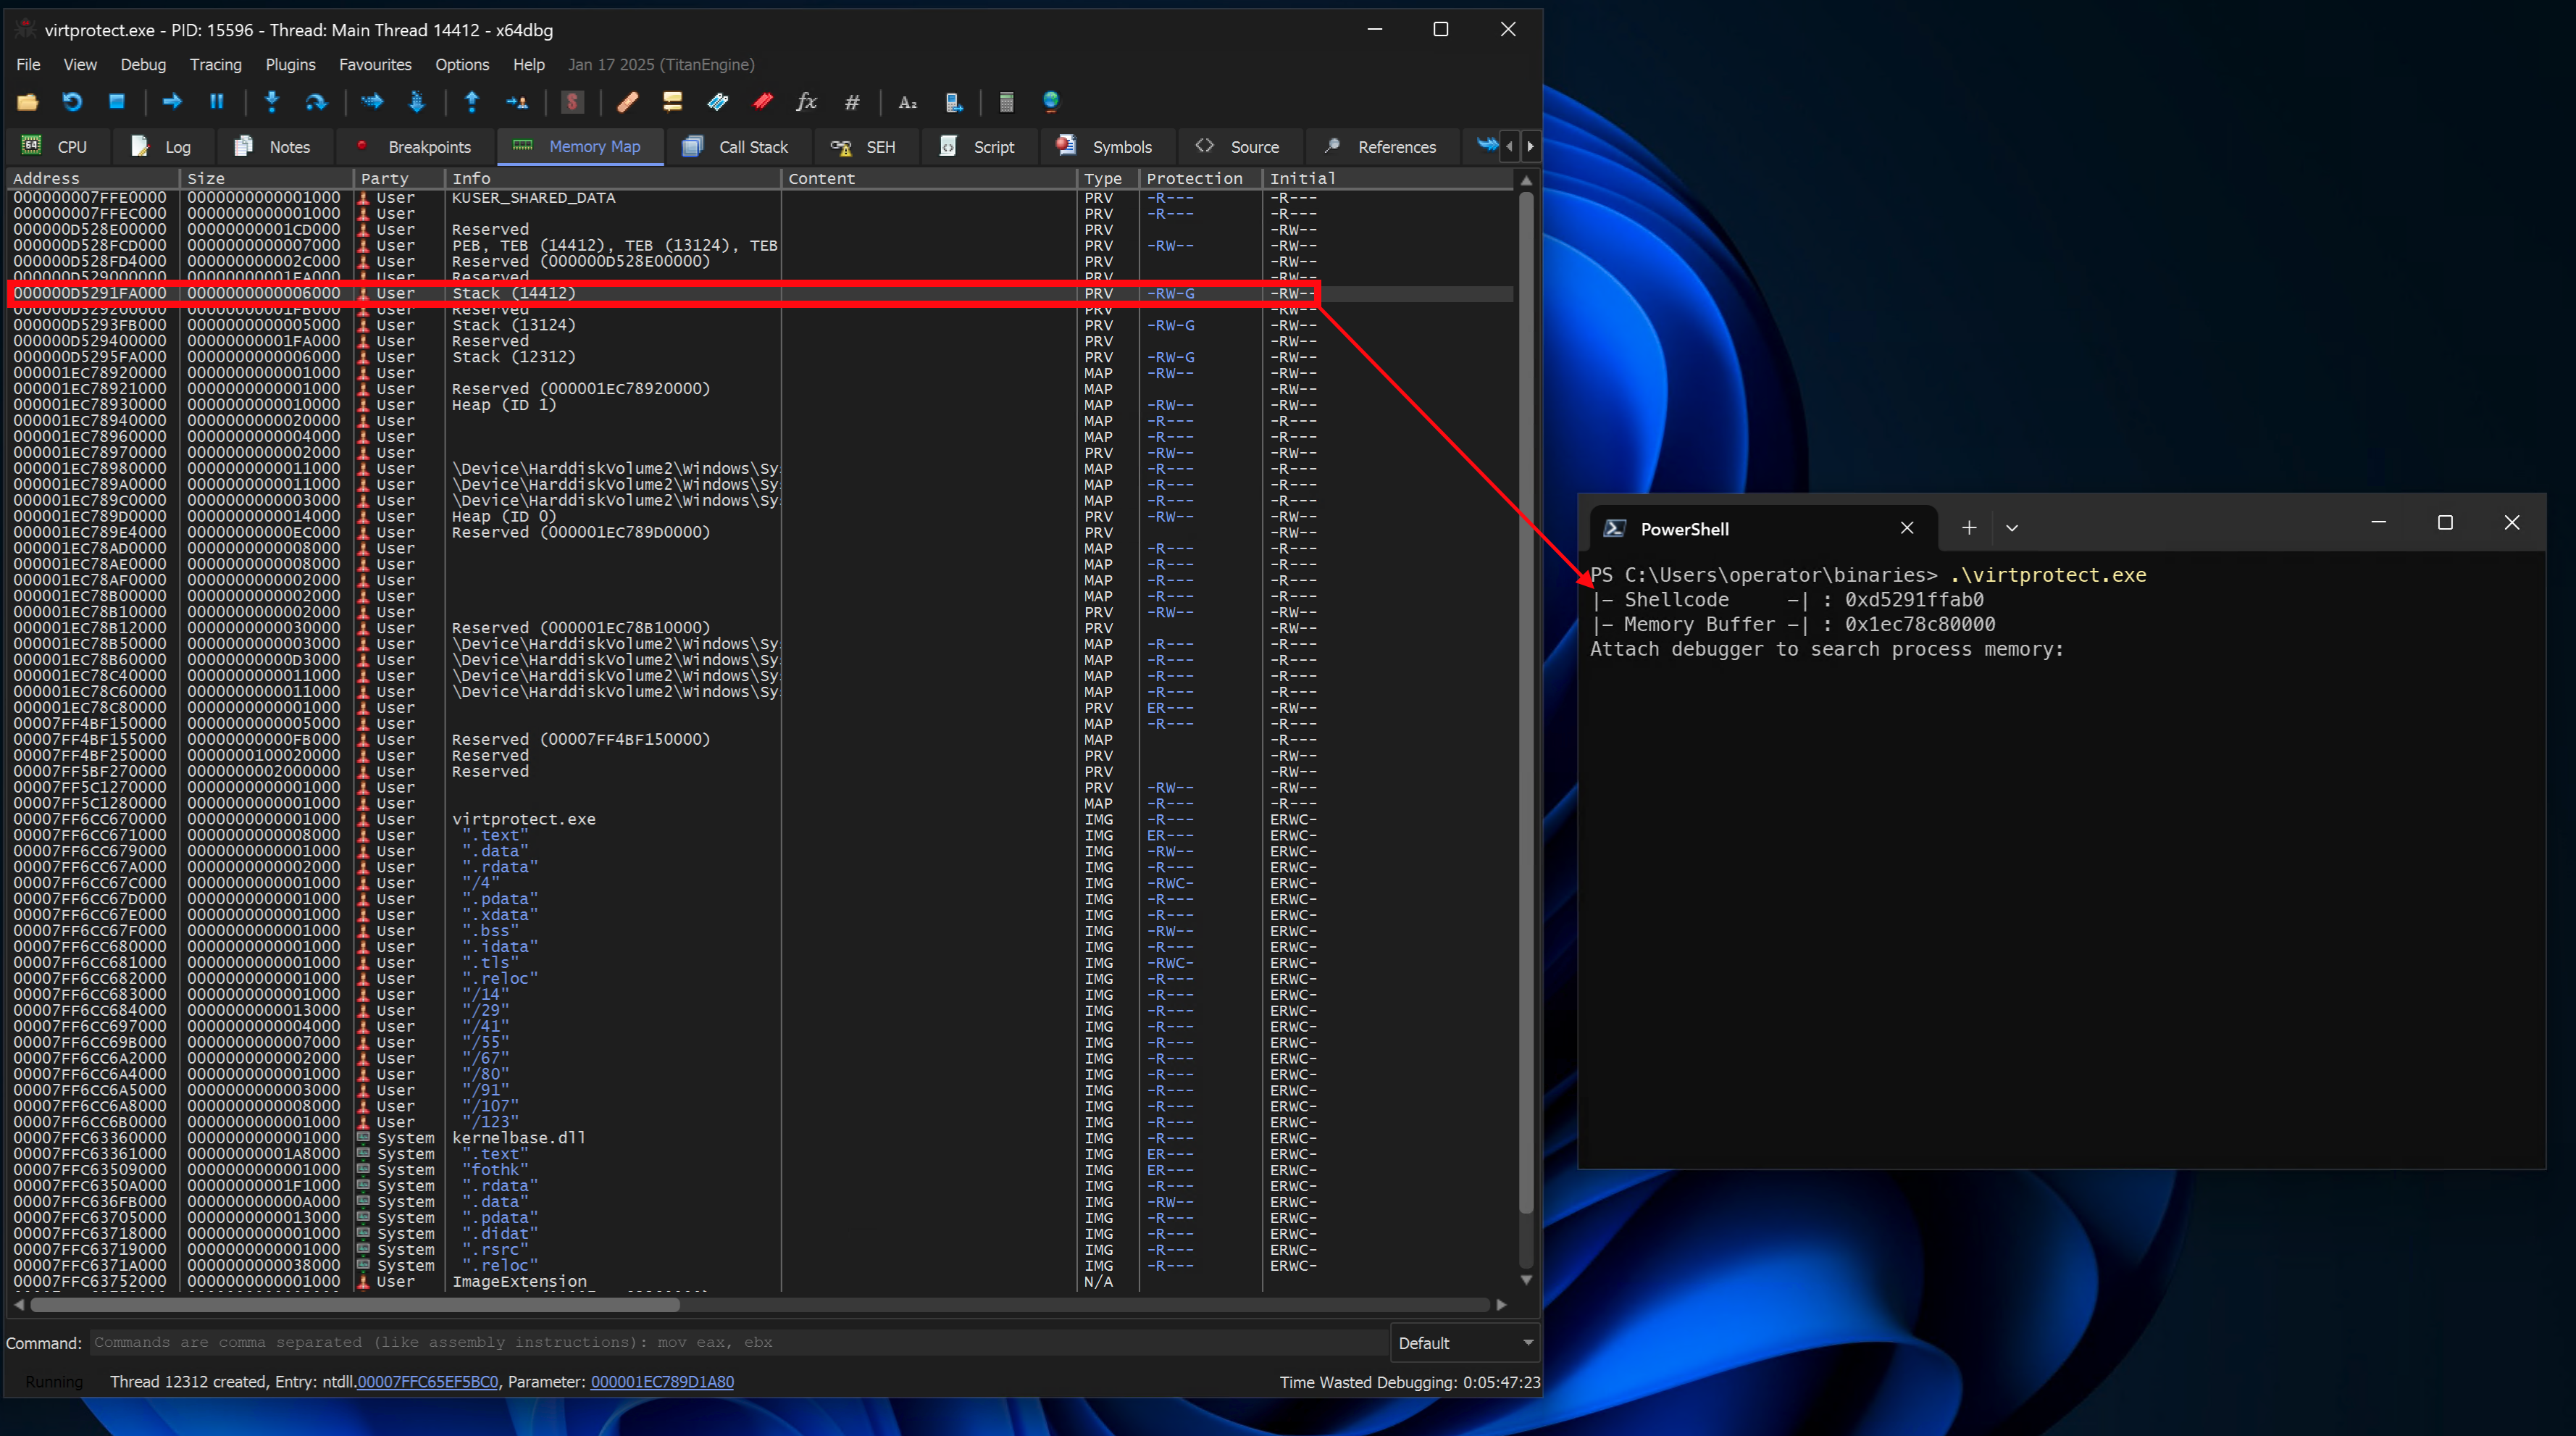 virtprotect.exe - PID: 15596 - Thread: Main Thread 14412 - x64dbg
File View Debug Tracing Plugins Favourites Options Help Jan 17 2025 (TitanEngine)
CPU Log Notes Breakpoints Memory Map Call Stack SEH Script Symbols Source References
Address Size Party Info Content Type Protection Initial
000000007FFE0000 0000000000001000 User KUSER_SHARED_DATA PRV -R--- -R---
000000007FFEC000 0000000000001000 User PRV -R--- -R---
000000D528E00000 00000000001CD000 User Reserved PRV -RW--
000000D528FCD000 0000000000007000 User PEB, TEB (14412), TEB (13124), TEB PRV -RW-- -RW--
000000D528FD4000 000000000002C000 User Reserved (000000D528E00000) PRV -RW--
000000D529000000 00000000001FA000 User Reserved PRV -RW--
000000D5291FA000 0000000000006000 User Stack (14412) PRV -RW-G -RW--
000000D529200000 00000000001FB000 User Reserved PRV -RW--
000000D5293FB000 0000000000005000 User Stack (13124) PRV -RW-G -RW--
000000D529400000 00000000001FA000 User Reserved PRV -RW--
000000D5295FA000 0000000000006000 User Stack (12312) PRV -RW-G -RW--
000001EC78920000 0000000000001000 User MAP -RW-- -RW--
000001EC78921000 0000000000001000 User Reserved (000001EC78920000) MAP -RW--
000001EC78930000 0000000000010000 User Heap (ID 1) MAP -RW-- -RW--
000001EC78940000 0000000000020000 User MAP -R--- -R---
000001EC78960000 0000000000004000 User MAP -R--- -R---
000001EC78970000 0000000000002000 User PRV -RW-- -RW--
000001EC78980000 0000000000011000 User \Device\HarddiskVolume2\Windows\Sy MAP -R--- -R---
000001EC789A0000 0000000000011000 User \Device\HarddiskVolume2\Windows\Sy MAP -R--- -R---
000001EC789C0000 0000000000003000 User \Device\HarddiskVolume2\Windows\Sy MAP -R--- -R---
000001EC789D0000 0000000000014000 User Heap (ID 0) PRV -RW-- -RW--
000001EC789E4000 00000000000EC000 User Reserved (000001EC789D0000) PRV -RW--
000001EC78AD0000 0000000000008000 User MAP -R--- -R---
000001EC78AE0000 0000000000008000 User MAP -R--- -R---
000001EC78AF0000 0000000000002000 User MAP -R--- -R---
000001EC78B00000 0000000000002000 User MAP -R--- -R---
000001EC78B10000 0000000000002000 User PRV -RW-- -RW--
000001EC78B12000 0000000000030000 User Reserved (000001EC78B10000) PRV -RW--
000001EC78B50000 0000000000003000 User \Device\HarddiskVolume2\Windows\Sy MAP -R--- -R---
000001EC78B60000 00000000000D3000 User \Device\HarddiskVolume2\Windows\Sy MAP -R--- -R---
000001EC78C40000 0000000000011000 User \Device\HarddiskVolume2\Windows\Sy MAP -R--- -R---
000001EC78C60000 0000000000011000 User \Device\HarddiskVolume2\Windows\Sy MAP -R--- -R---
000001EC78C80000 0000000000001000 User PRV ER--- -RW--
00007FF4BF150000 0000000000005000 User MAP -R--- -R---
00007FF4BF155000 00000000000FB000 User Reserved (00007FF4BF150000) MAP -R---
00007FF4BF250000 0000000100020000 User Reserved PRV -RW--
00007FF5BF270000 0000000002000000 User Reserved PRV -RW--
00007FF5C1270000 0000000000001000 User PRV -RW-- -RW--
00007FF5C1280000 0000000000001000 User MAP -R--- -R---
00007FF6CC670000 0000000000001000 User virtprotect.exe IMG -R--- ERWC-
00007FF6CC671000 0000000000008000 User ".text" IMG ER--- ERWC-
00007FF6CC679000 0000000000001000 User ".data" IMG -RW-- ERWC-
00007FF6CC67A000 0000000000002000 User ".rdata" IMG -R--- ERWC-
00007FF6CC67C000 0000000000001000 User "/4" IMG -RWC- ERWC-
00007FF6CC67D000 0000000000001000 User ".pdata" IMG -R--- ERWC-
00007FF6CC67E000 0000000000001000 User ".xdata" IMG -R--- ERWC-
00007FF6CC67F000 0000000000001000 User ".bss" IMG -RW-- ERWC-
00007FF6CC680000 0000000000001000 User ".idata" IMG -R--- ERWC-
00007FF6CC681000 0000000000001000 User ".tls" IMG -RWC- ERWC-
00007FF6CC682000 0000000000001000 User ".reloc" IMG -R--- ERWC-
00007FF6CC683000 0000000000001000 User "/14" IMG -R--- ERWC-
00007FF6CC684000 0000000000013000 User "/29" IMG -R--- ERWC-
00007FF6CC697000 0000000000004000 User "/41" IMG -R--- ERWC-
00007FF6CC69B000 0000000000007000 User "/55" IMG -R--- ERWC-
00007FF6CC6A2000 0000000000002000 User "/67" IMG -R--- ERWC-
00007FF6CC6A4000 0000000000001000 User "/80" IMG -R--- ERWC-
00007FF6CC6A5000 0000000000003000 User "/91" IMG -R--- ERWC-
00007FF6CC6A8000 0000000000008000 User "/107" IMG -R--- ERWC-
00007FF6CC6B0000 0000000000001000 User "/123" IMG -R--- ERWC-
00007FFC63360000 0000000000001000 System kernelbase.dll IMG -R--- ERWC-
00007FFC63361000 00000000001A8000 System ".text" IMG ER--- ERWC-
00007FFC63509000 0000000000001000 System "fothk" IMG ER--- ERWC-
00007FFC6350A000 00000000001F1000 System ".rdata" IMG -R--- ERWC-
00007FFC636FB000 000000000000A000 System ".data" IMG -RW-- ERWC-
00007FFC63705000 0000000000013000 System ".pdata" IMG -R--- ERWC-
00007FFC63718000 0000000000001000 System ".didat" IMG -R--- ERWC-
00007FFC63719000 0000000000001000 System ".rsrc" IMG -R--- ERWC-
00007FFC6371A000 0000000000038000 System ".reloc" IMG -R--- ERWC-
00007FFC63752000 0000000000001000 User ImageExtension N/A
Command: Commands are comma separated (like assembly instructions): mov eax, ebx Default
Running Thread 12312 created, Entry: ntdll.00007FFC65EF5BC0, Parameter: 000001EC789D1A80 Time Wasted Debugging: 0:05:47:23
PowerShell
PS C:\Users\operator\binaries> .\virtprotect.exe
|- Shellcode -| : 0xd5291ffab0
|- Memory Buffer -| : 0x1ec78c80000
Attach debugger to search process memory: